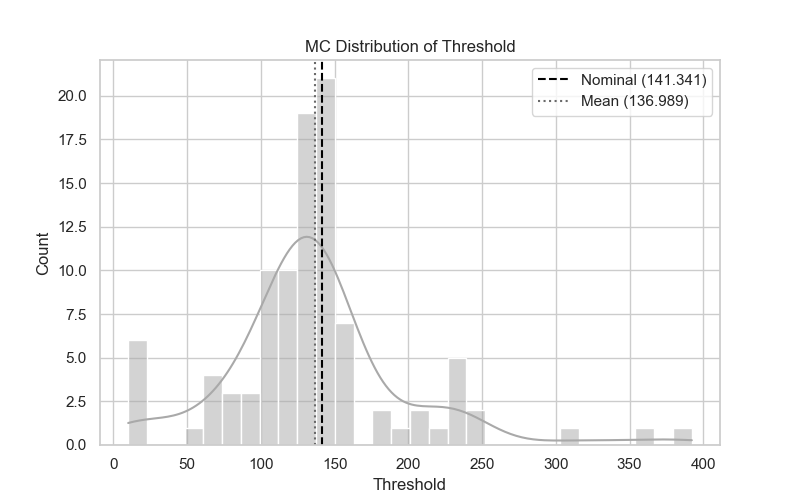 MC Distribution of Threshold
Nominal (141.341)
Mean (136.989)
Count
20.0
17.5
15.0
12.5
10.0
7.5
5.0
2.5
0.0
0 50 100 150 200 250 300 350 400
Threshold